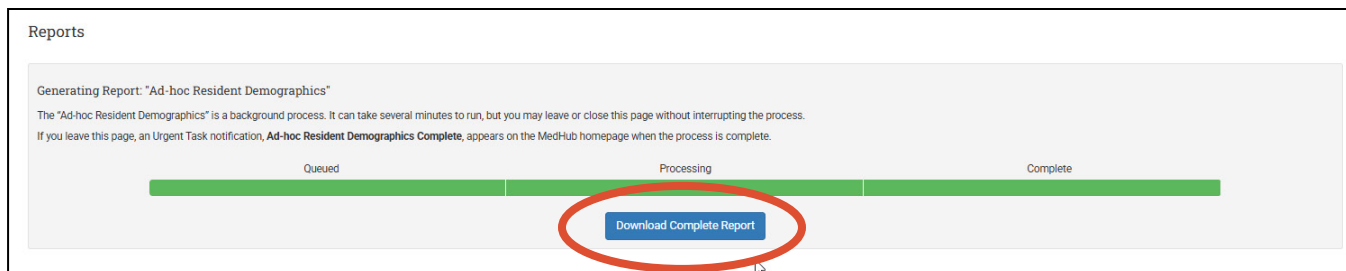 Reports
Generating Report: "Ad-hoc Resident Demographics"
The "Ad-hoc Resident Demographics" is a background process. It can take several minutes to run, but you may leave or close this page without interrupting the process.
If you leave this page, an Urgent Task notification, Ad-hoc Resident Demographics Complete, appears on the MedHub homepage when the process is complete.
Queued Processing Complete
Download Complete Report